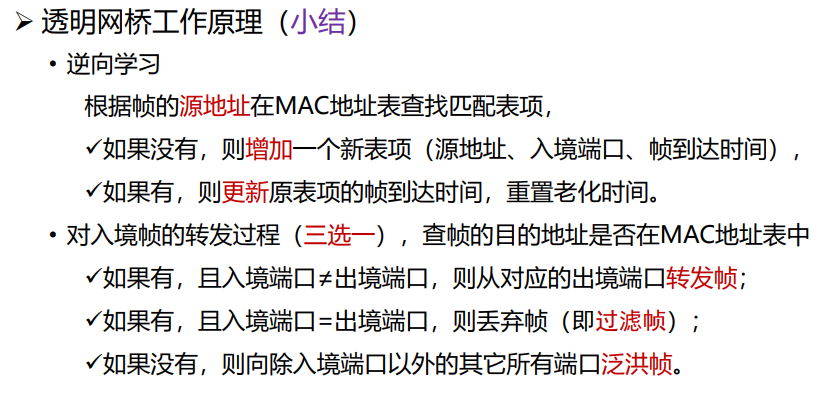 ➢ 透明网桥工作原理（小结）
• 逆向学习
根据帧的源地址在MAC地址表查找匹配表项，
✓如果没有，则增加一个新表项（源地址、入境端口、帧到达时间），
✓如果有，则更新原表项的帧到达时间，重置老化时间。
• 对入境帧的转发过程（三选一），查帧的目的地址是否在MAC地址表中
✓如果有，且入境端口≠出境端口，则从对应的出境端口转发帧；
✓如果有，且入境端口=出境端口，则丢弃帧（即过滤帧）；
✓如果没有，则向除入境端口以外的其它所有端口泛洪帧。